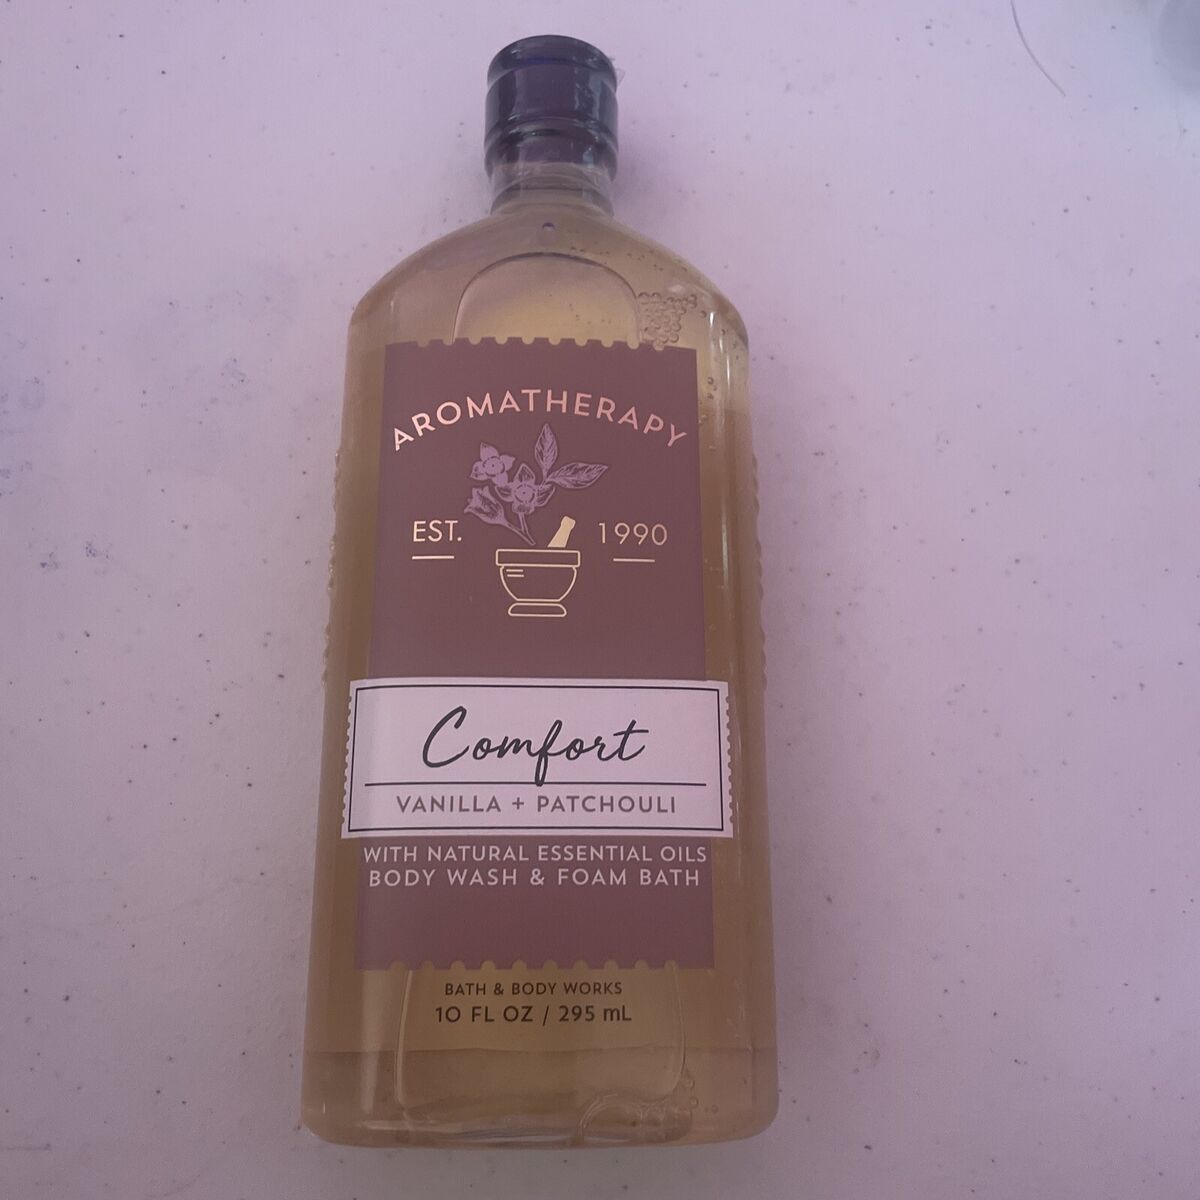 AROMATHERAPY
EST. 1990
Comfort
VANILLA + PATCHOULI
WITH NATURAL ESSENTIAL OILS
BODY WASH & FOAM BATH
BATH & BODY WORKS
10 FL OZ / 295 mL